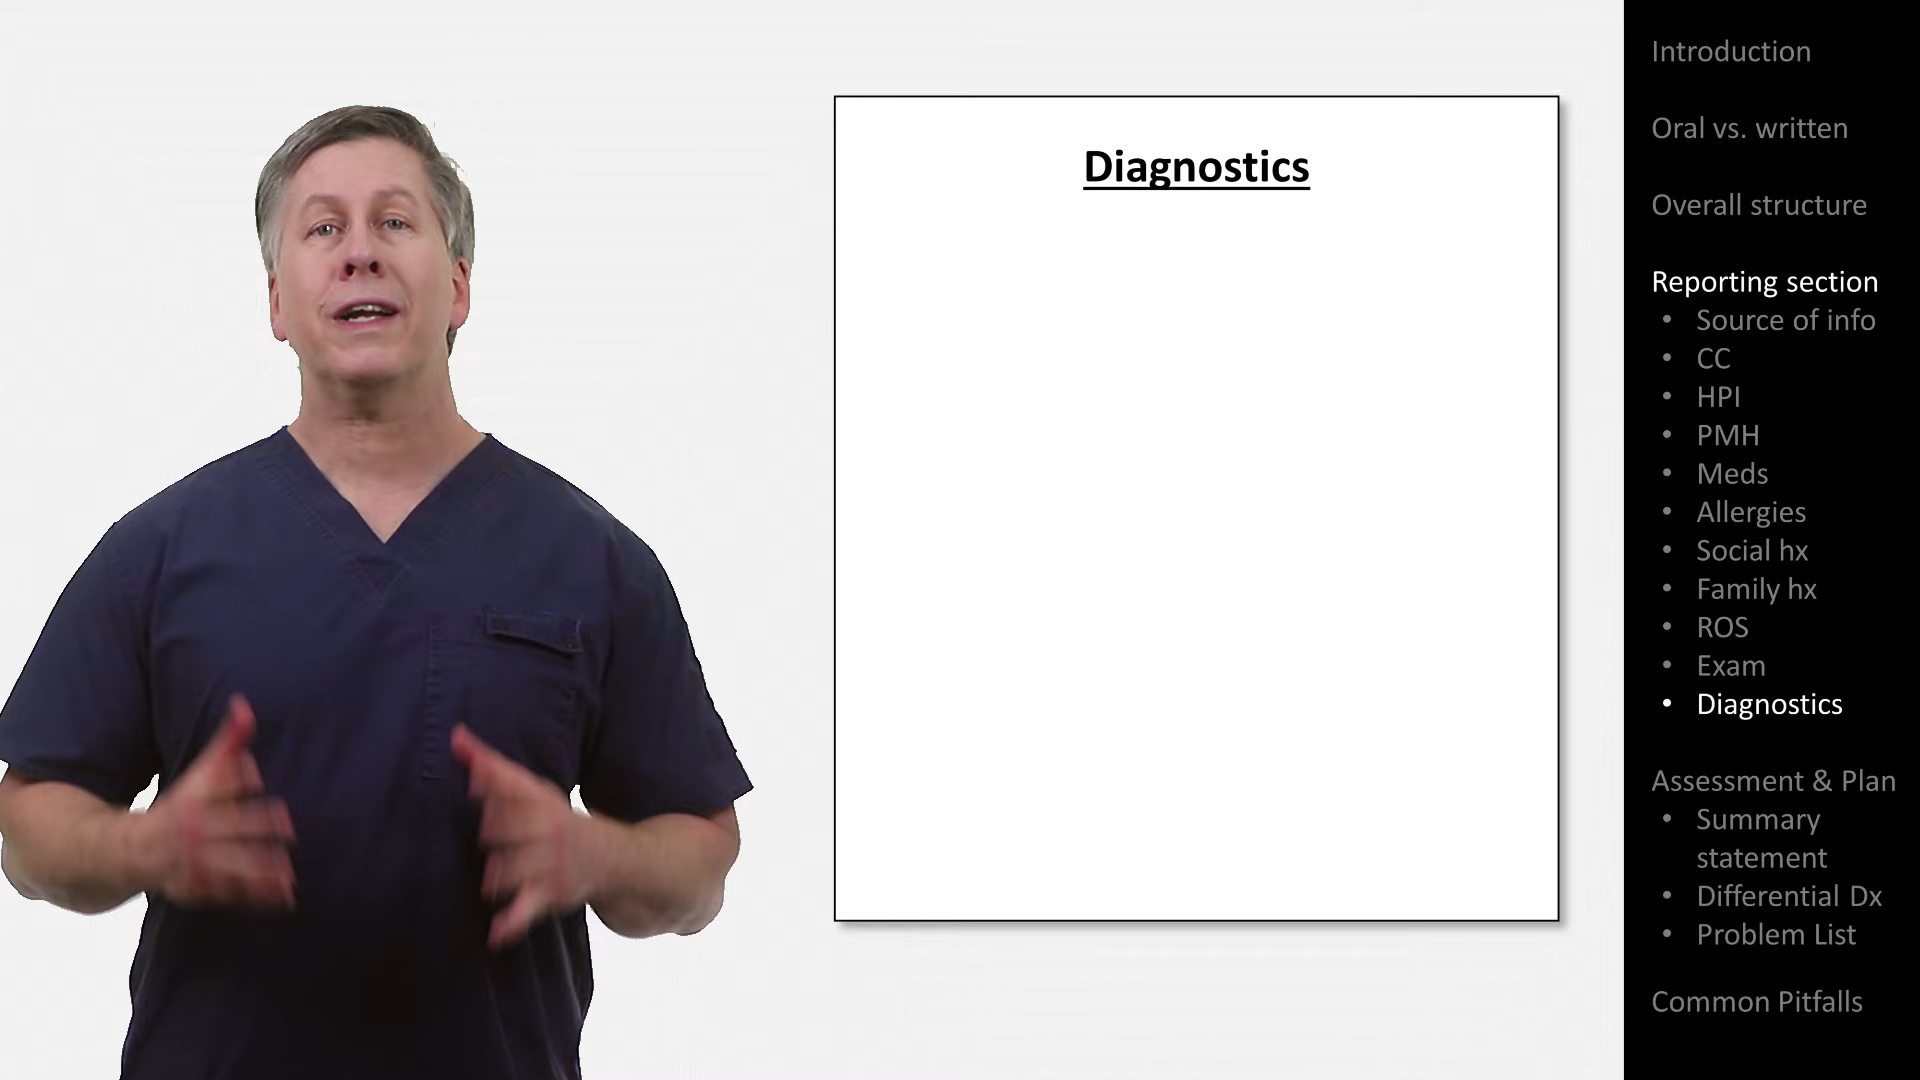 Diagnostics
Introduction
Oral vs. written
Overall structure
Reporting section
• Source of info
• CC
• HPI
• PMH
• Meds
• Allergies
• Social hx
• Family hx
• ROS
• Exam
• Diagnostics
Assessment & Plan
• Summary
statement
• Differential Dx
• Problem List
Common Pitfalls